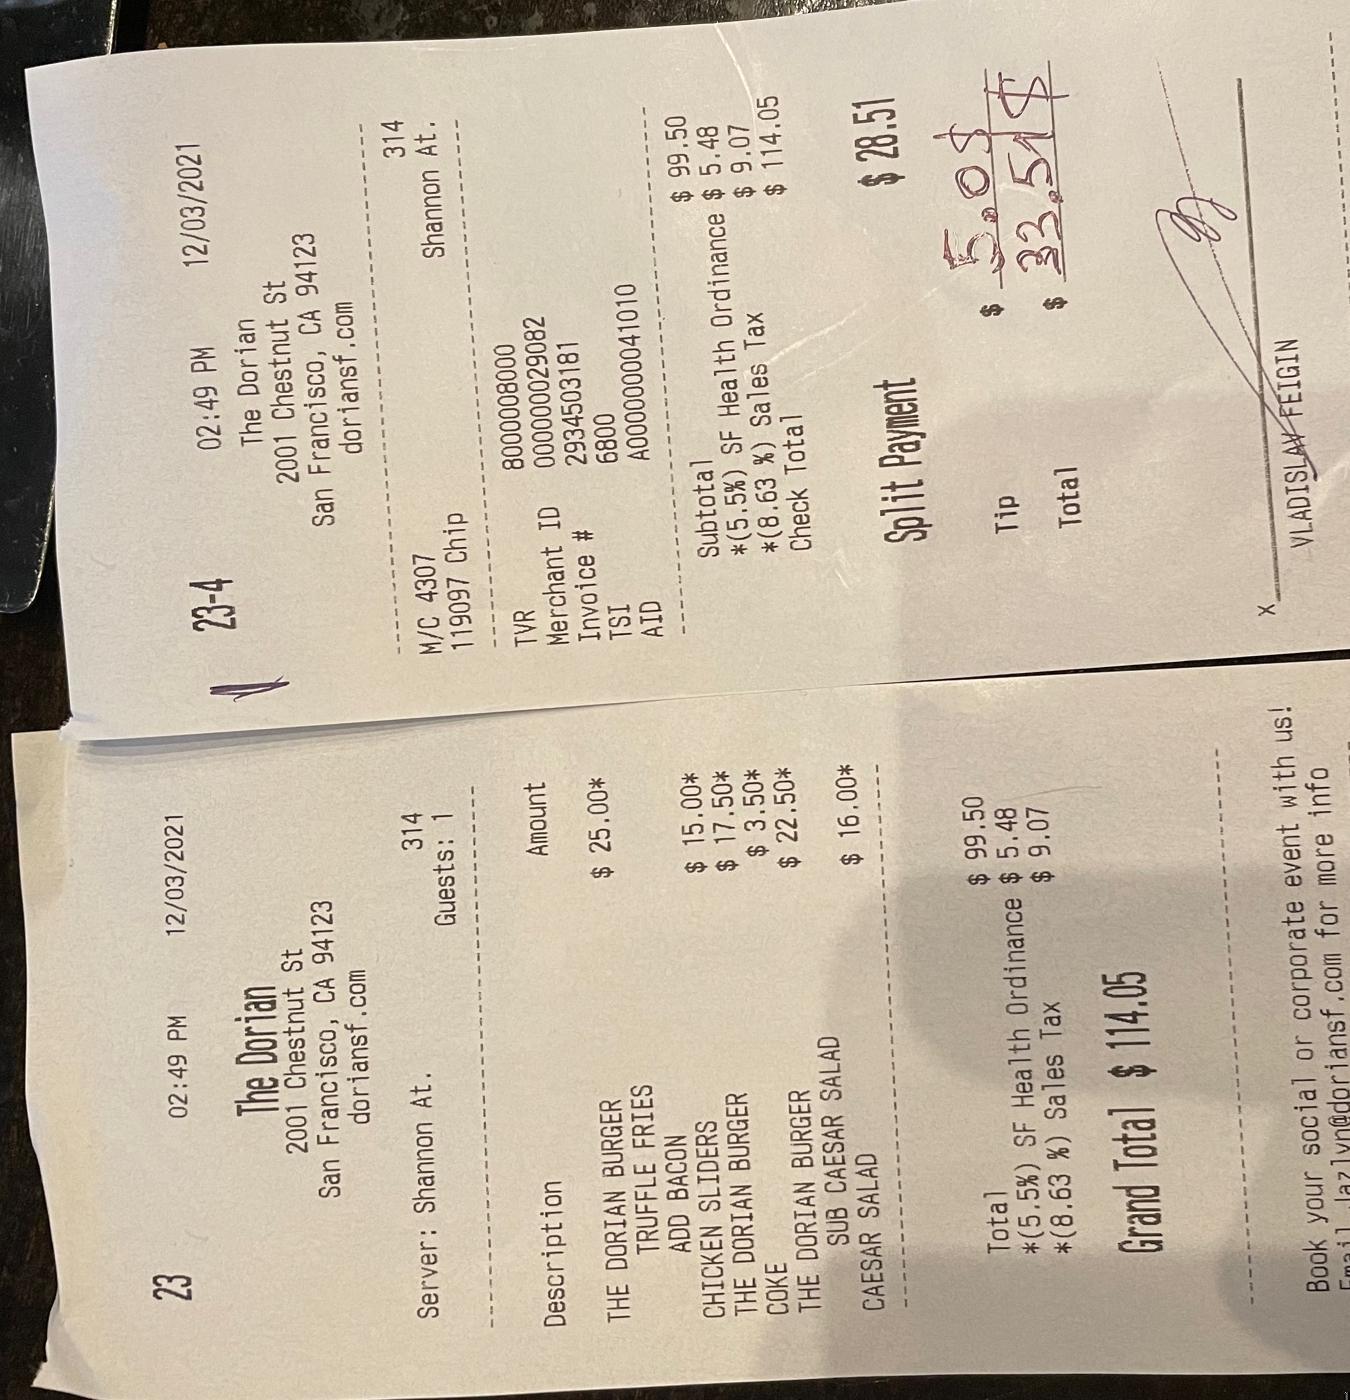 23
02:49 PM 12/03/2021
The Dorian
2001 Chestnut St
San Francisco, CA 94123
doriansf.com
314
Server: Shannon At. Guests: 1
Description Amount
THE DORIAN BURGER $ 25.00*
TRUFFLE FRIES
ADD BACON
CHICKEN SLIDERS $ 15.00*
THE DORIAN BURGER $ 17.50*
COKE $ 3.50*
THE DORIAN BURGER $ 22.50*
SUB CAESAR SALAD
CAESAR SALAD $ 16.00*
Total $ 99.50
*(5.5%) SF Health Ordinance $ 5.48
*(8.63 %) Sales Tax $ 9.07
Grand Total $ 114.05
Book your social or corporate event with us!
Email jazlyn@doriansf.com for more info
23-4
02:49 PM 12/03/2021
The Dorian
2001 Chestnut St
San Francisco, CA 94123
doriansf.com
M/C 4307 314
119097 Chip Shannon At.
TVR 8000008000
Merchant ID 000000029082
Invoice # 2934503181
TSI 6800
AID A0000000041010
Subtotal $ 99.50
*(5.5%) SF Health Ordinance $ 5.48
*(8.63 %) Sales Tax $ 9.07
Check Total $ 114.05
Split Payment $ 28.51
Tip $ 5.0$
Total $ 33.51$
X
VLADISLAV FEIGIN